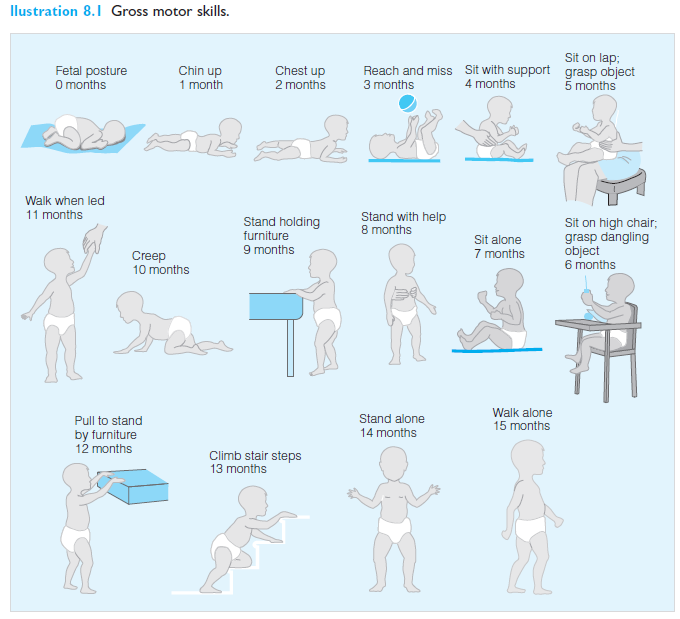 Illustration 8.1 Gross motor skills.
Fetal posture
0 months
Chin up
1 month
Chest up
2 months
Reach and miss
3 months
Sit with support
4 months
Sit on lap;
grasp object
5 months
Walk when led
11 months
Creep
10 months
Stand holding
furniture
9 months
Stand with help
8 months
Sit alone
7 months
Sit on high chair;
grasp dangling
object
6 months
Pull to stand
by furniture
12 months
Climb stair steps
13 months
Stand alone
14 months
Walk alone
15 months